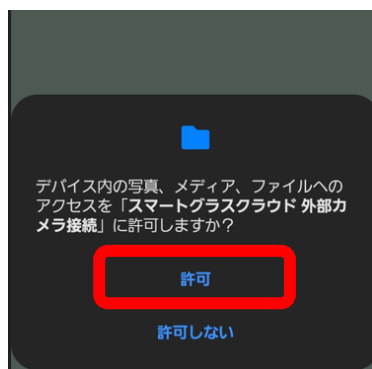 デバイス内の写真、メディア、ファイルへの
アクセスを「スマートグラスクラウド 外部カ
メラ接続」に許可しますか？
許可
許可しない